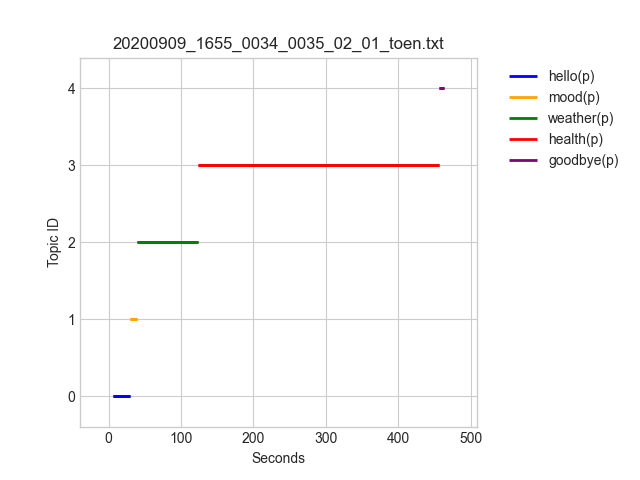 20200909_1655_0034_0035_02_01_toen.txt
hello(p)
mood(p)
weather(p)
health(p)
goodbye(p)
Topic ID
4
3
2
1
0
0 100 200 300 400 500
Seconds